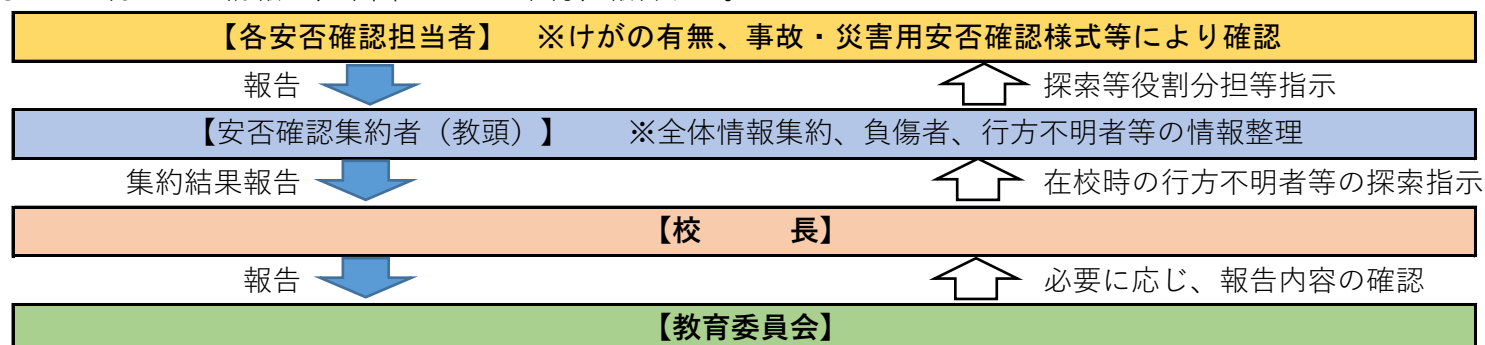 【各安否確認担当者】　※けがの有無、事故・災害用安否確認様式等により確認
報告　探索等役割分担等指示
【安否確認集約者（教頭）】　※全体情報集約、負傷者、行方不明者等の情報整理
集約結果報告　在校時の行方不明者等の探索指示
【校　　長】
報告　必要に応じ、報告内容の確認
【教育委員会】